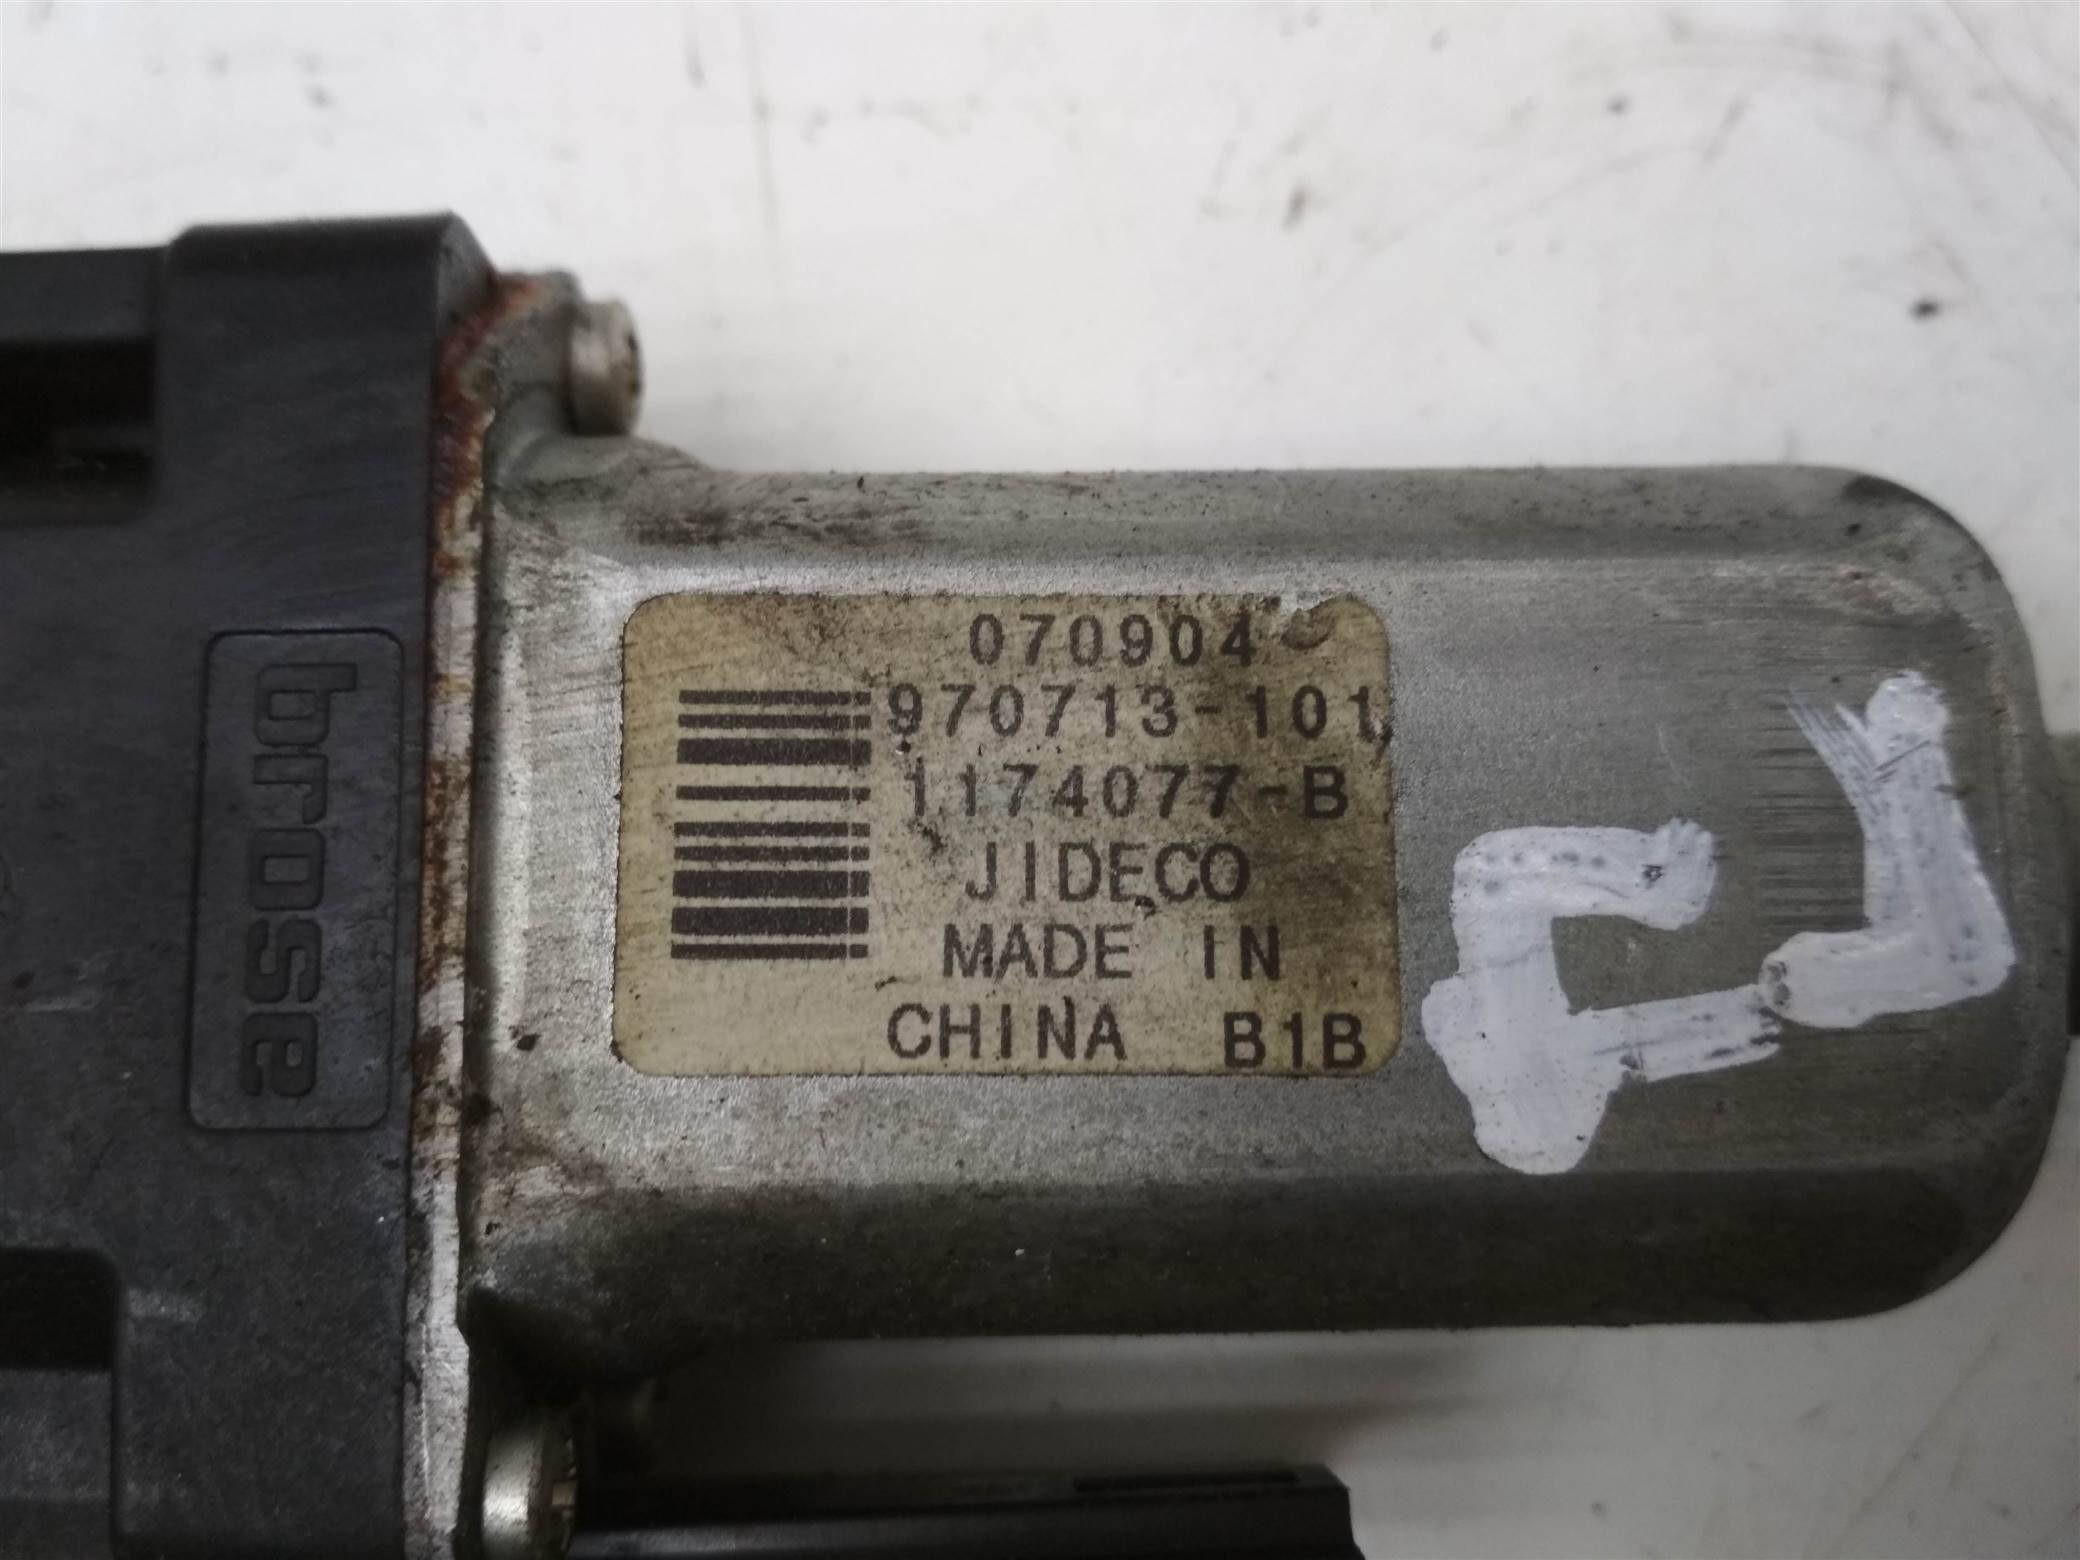 brose
070904
970713-101
1174077-B
JIDECO
MADE IN
CHINA B1B